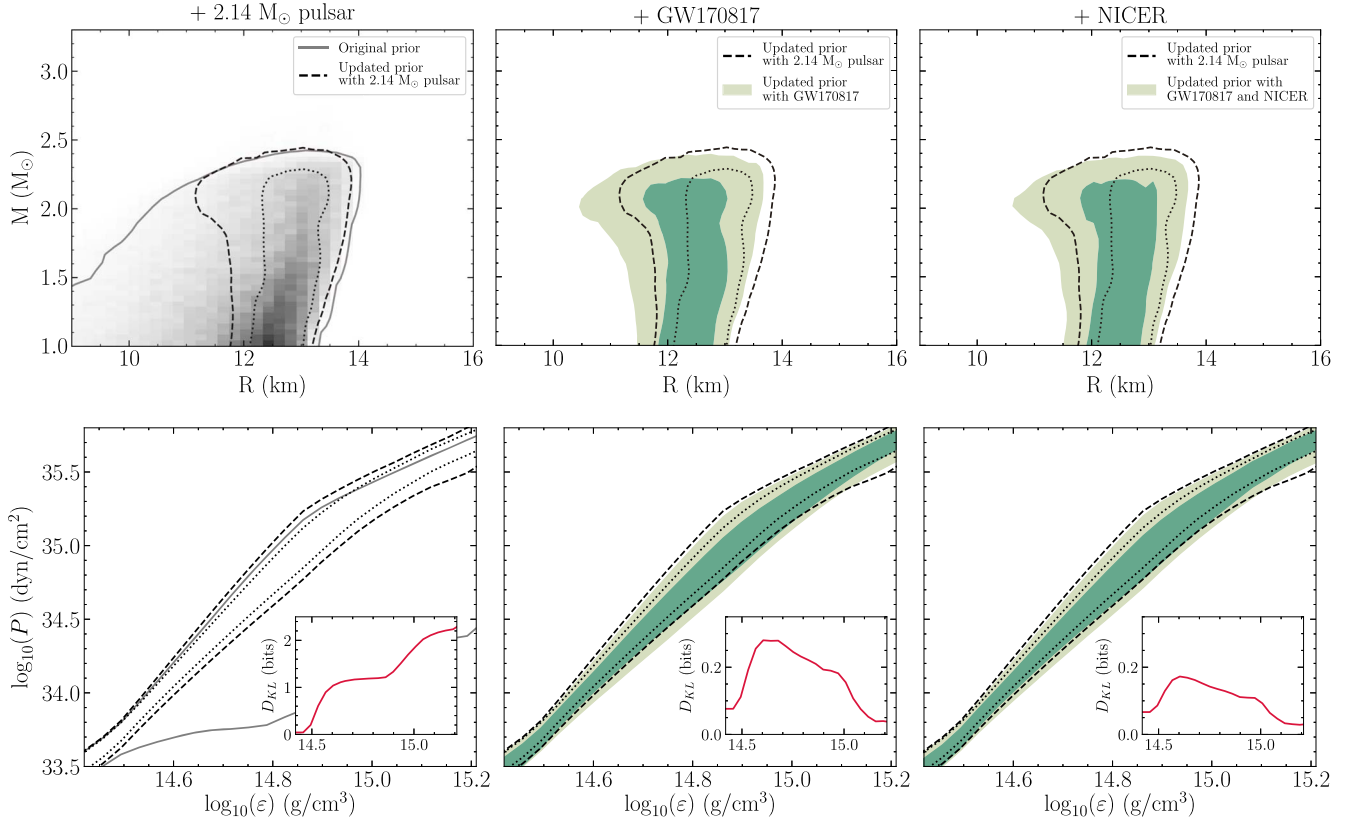 + 2.14 M⊙ pulsar
+ GW170817
+ NICER
Original prior
Updated prior
with 2.14 M⊙ pulsar
Updated prior
with 2.14 M⊙ pulsar
Updated prior
with GW170817
Updated prior
with 2.14 M⊙ pulsar
Updated prior with
GW170817 and NICER
M (M⊙)
3.0
2.5
2.0
1.5
1.0
10 12 14 16
10 12 14 16
10 12 14 16
R (km)
R (km)
R (km)
log₁₀(P) (dyn/cm²)
35.5
35.0
34.5
34.0
33.5
D_KL (bits)
2
1
0
14.5 15.0
D_KL (bits)
0.2
0.0
14.5 15.0
D_KL (bits)
0.2
0.0
14.5 15.0
14.6 14.8 15.0 15.2
14.6 14.8 15.0 15.2
14.6 14.8 15.0 15.2
log₁₀(ε) (g/cm³)
log₁₀(ε) (g/cm³)
log₁₀(ε) (g/cm³)